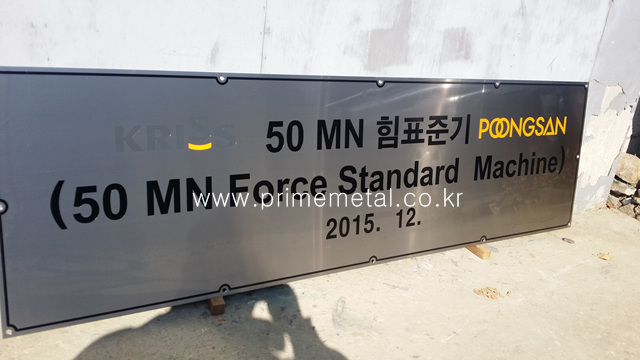 KRISS 50 MN 힘표준기 POONGSAN
(50 MN Force Standard Machine)
www.primemetal.co.kr
2015. 12.